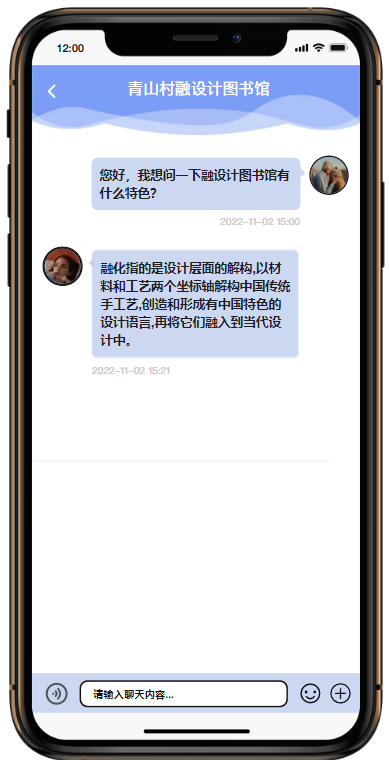 12:00
青山村融设计图书馆
您好，我想问一下融设计图书馆有
什么特色?
2022-11-02 15:00
融化指的是设计层面的解构,以材
料和工艺两个坐标轴解构中国传统
手工艺,创造和形成有中国特色的
设计语言,再将它们融入到当代设
计中。
2022-11-02 15:21
请输入聊天内容...